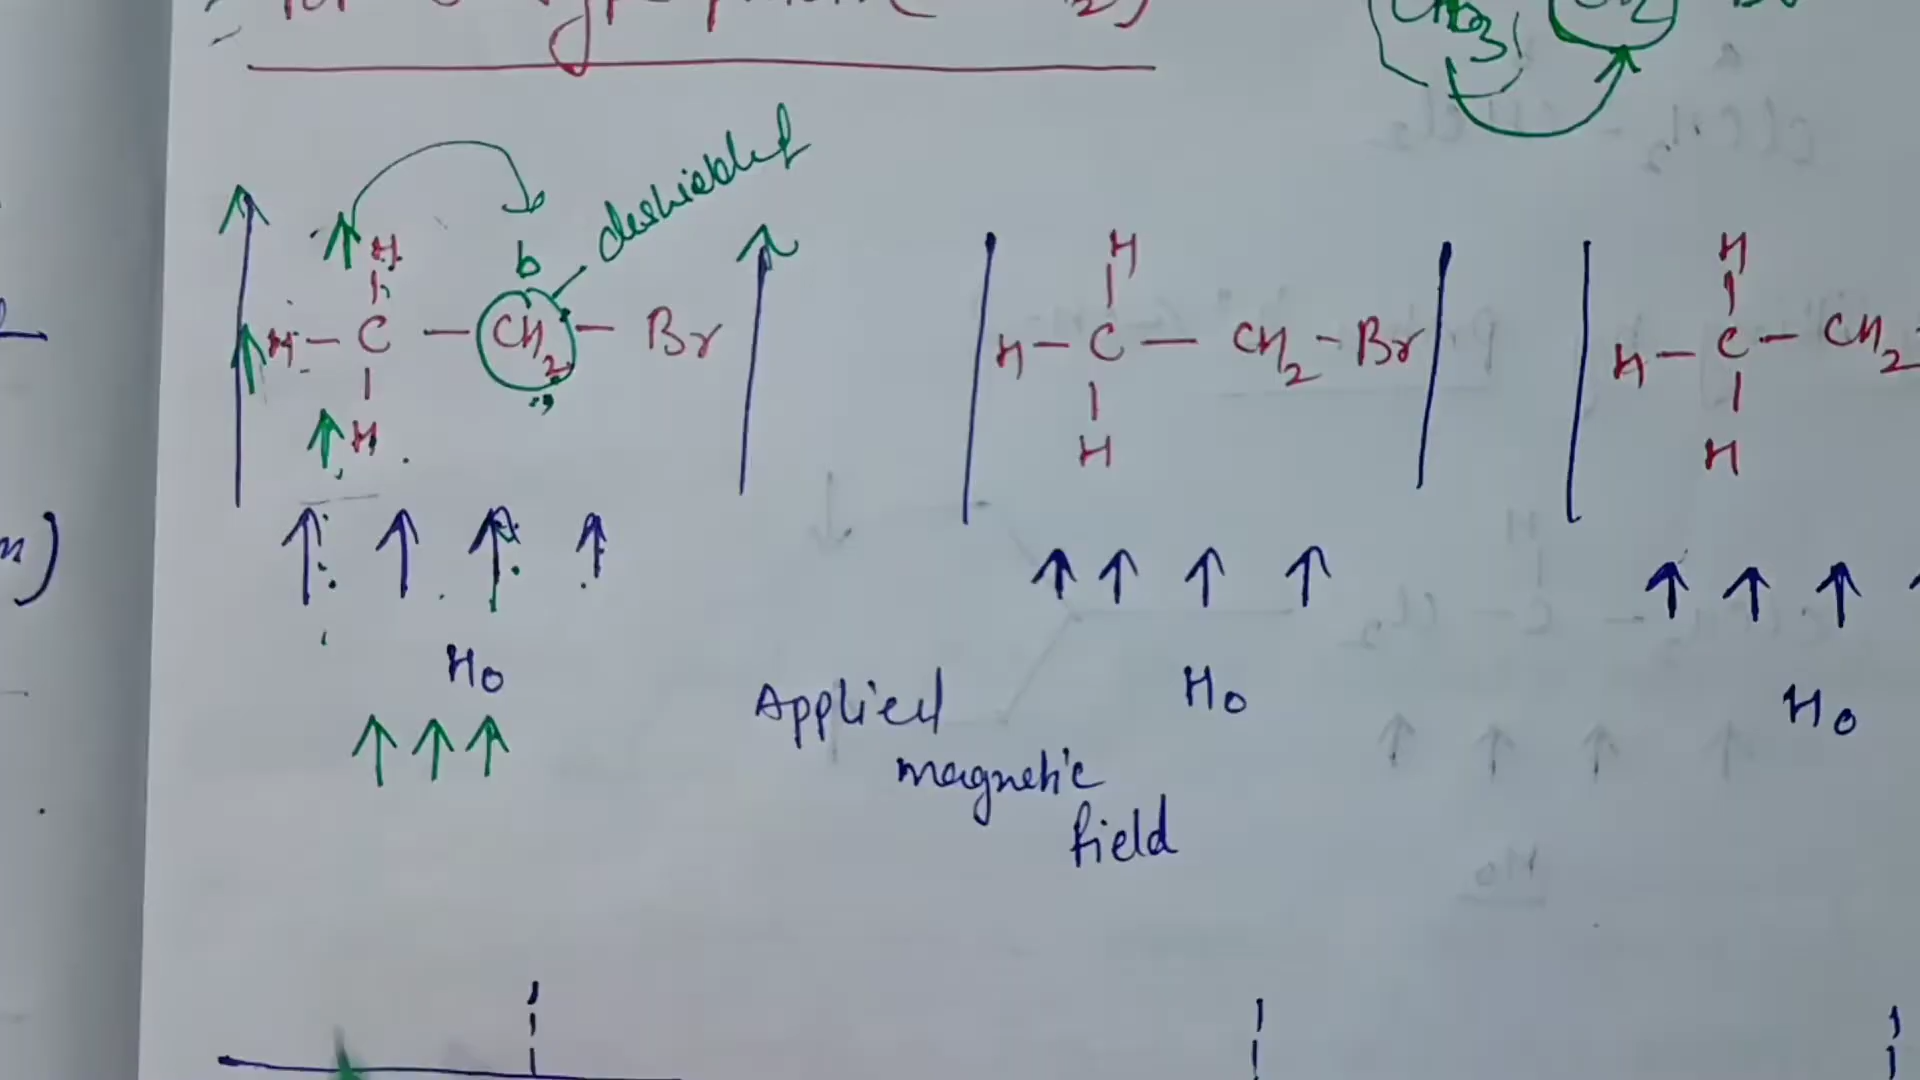 deshielded
b
H H H
H – C – CH2 – Br H – C – CH2 – Br H – C – CH2
H H H
H0 H0 H0
Applied
magnetic
field